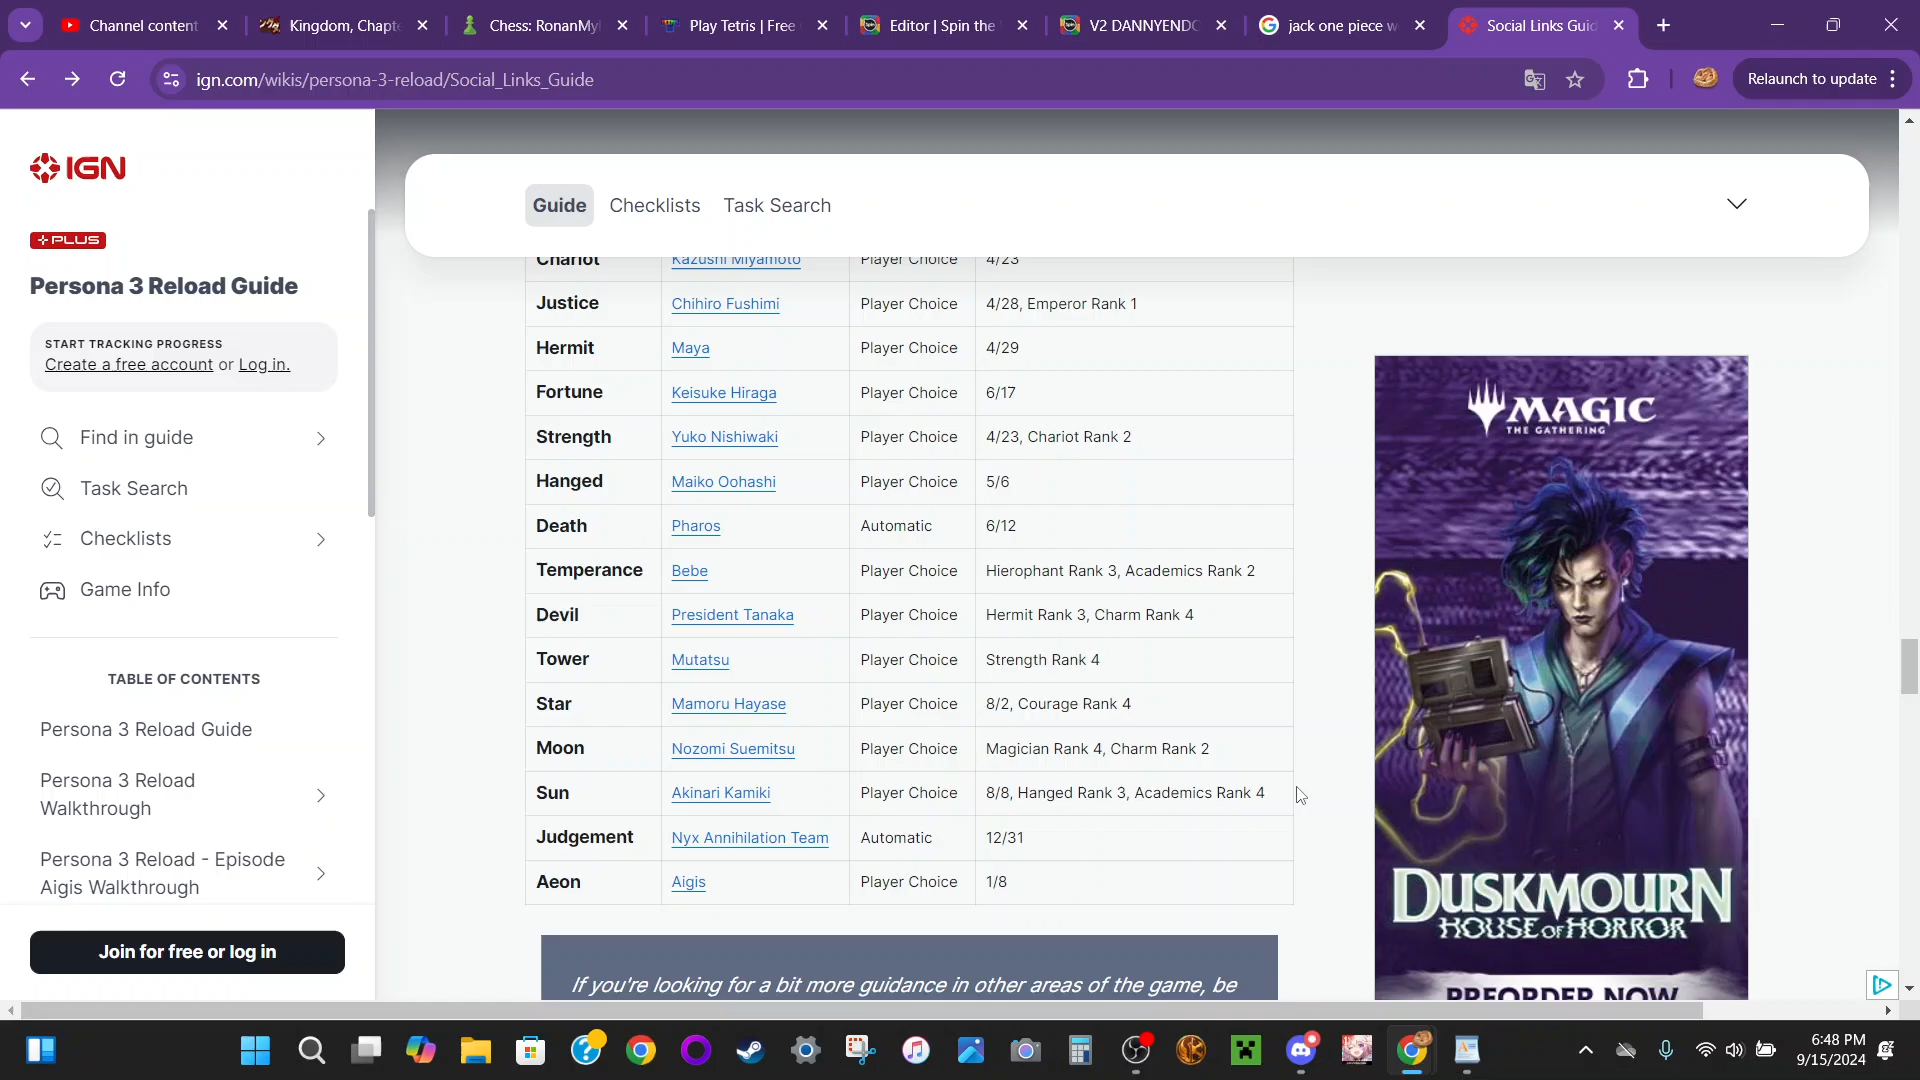 Channel content
Kingdom, Chapte
Chess: RonanMy
Play Tetris | Free
Editor | Spin the
V2 DANNYENDC
jack one piece w
Social Links Guid
ign.com/wikis/persona-3-reload/Social_Links_Guide
Relaunch to update
IGN
+PLUS
Persona 3 Reload Guide
START TRACKING PROGRESS
Create a free account or Log in.
Find in guide
Task Search
Checklists
Game Info
TABLE OF CONTENTS
Persona 3 Reload Guide
Persona 3 Reload
Walkthrough
Persona 3 Reload - Episode
Aigis Walkthrough
Join for free or log in
Guide Checklists Task Search
Chariot Kazushi Miyamoto Player Choice 4/23
Justice Chihiro Fushimi Player Choice 4/28, Emperor Rank 1
Hermit Maya Player Choice 4/29
Fortune Keisuke Hiraga Player Choice 6/17
Strength Yuko Nishiwaki Player Choice 4/23, Chariot Rank 2
Hanged Maiko Oohashi Player Choice 5/6
Death Pharos Automatic 6/12
Temperance Bebe Player Choice Hierophant Rank 3, Academics Rank 2
Devil President Tanaka Player Choice Hermit Rank 3, Charm Rank 4
Tower Mutatsu Player Choice Strength Rank 4
Star Mamoru Hayase Player Choice 8/2, Courage Rank 4
Moon Nozomi Suemitsu Player Choice Magician Rank 4, Charm Rank 2
Sun Akinari Kamiki Player Choice 8/8, Hanged Rank 3, Academics Rank 4
Judgement Nyx Annihilation Team Automatic 12/31
Aeon Aigis Player Choice 1/8
If you're looking for a bit more guidance in other areas of the game, be
MAGIC
THE GATHERING
DUSKMOURN
HOUSE OF HORROR
PREORDER NOW
6:48 PM
9/15/2024